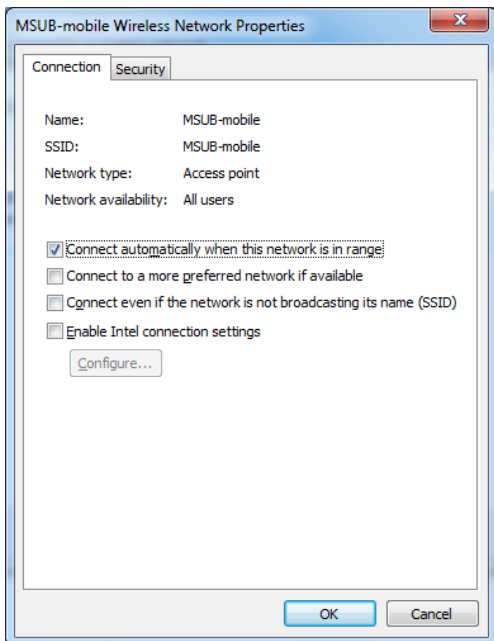 MSUB-mobile Wireless Network Properties
Connection Security
Name: MSUB-mobile
SSID: MSUB-mobile
Network type: Access point
Network availability: All users
Connect automatically when this network is in range
Connect to a more preferred network if available
Connect even if the network is not broadcasting its name (SSID)
Enable Intel connection settings
Configure...
OK Cancel